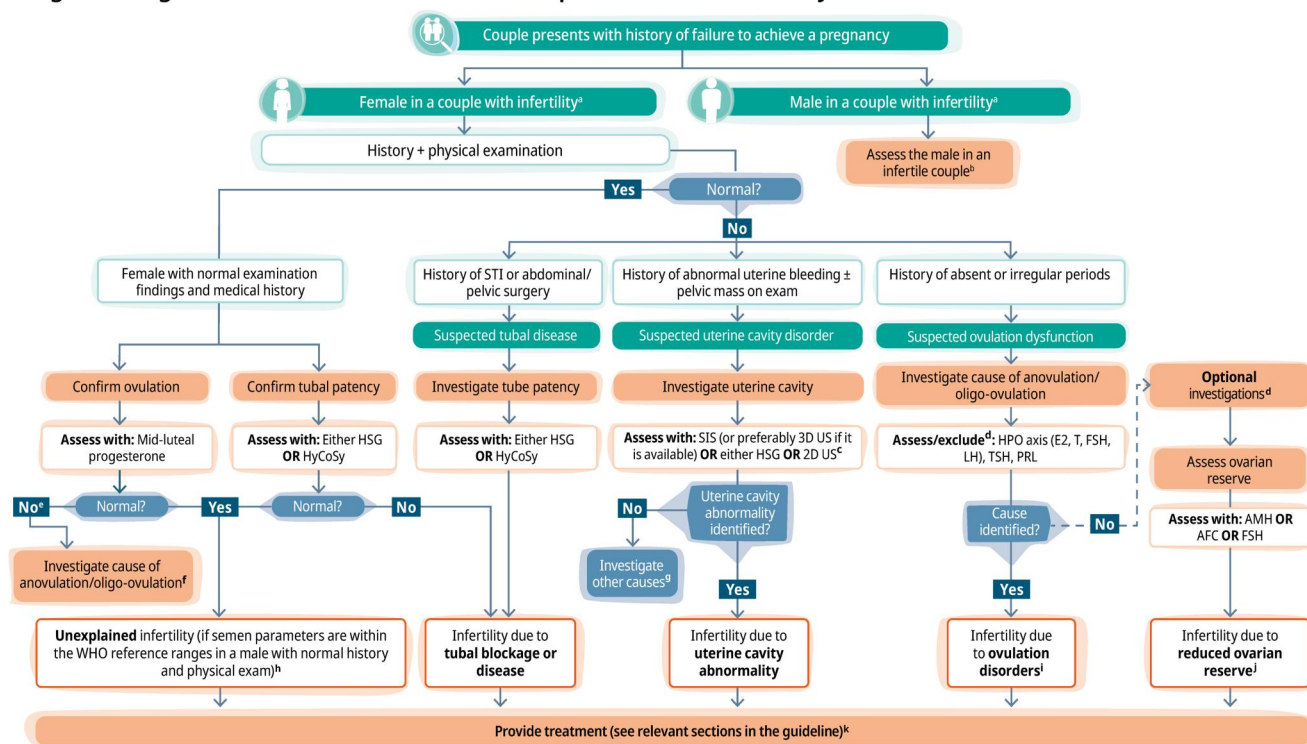 Couple presents with history of failure to achieve a pregnancy
Female in a couple with infertilityᵃ
Male in a couple with infertilityᵃ
History + physical examination
Assess the male in an
infertile coupleᵇ
Yes
Normal?
No
Female with normal examination
findings and medical history
History of STI or abdominal/
pelvic surgery
History of abnormal uterine bleeding ±
pelvic mass on exam
History of absent or irregular periods
Suspected tubal disease
Suspected uterine cavity disorder
Suspected ovulation dysfunction
Confirm ovulation
Confirm tubal patency
Investigate tube patency
Investigate uterine cavity
Investigate cause of anovulation/
oligo-ovulation
Optional
investigationsᵈ
Assess with: Mid-luteal
progesterone
Assess with: Either HSG
OR HyCoSy
Assess with: Either HSG
OR HyCoSy
Assess with: SIS (or preferably 3D US if it
is available) OR either HSG OR 2D USᶜ
Assess/excludeᵈ: HPO axis (E2, T, FSH,
LH), TSH, PRL
Assess ovarian
reserve
Noᵉ
Normal?
Yes
Normal?
No
No
Uterine cavity
abnormality
identified?
Cause
identified?
No
Assess with: AMH OR
AFC OR FSH
Investigate cause of
anovulation/oligo-ovulationᶠ
Investigate
other causesᵍ
Yes
Yes
Unexplained infertility (if semen parameters are within
the WHO reference ranges in a male with normal history
and physical exam)ʰ
Infertility due to
tubal blockage or
disease
Infertility due to
uterine cavity
abnormality
Infertility due
to ovulation
disordersⁱ
Infertility due to
reduced ovarian
reserveʲ
Provide treatment (see relevant sections in the guideline)ᵏ